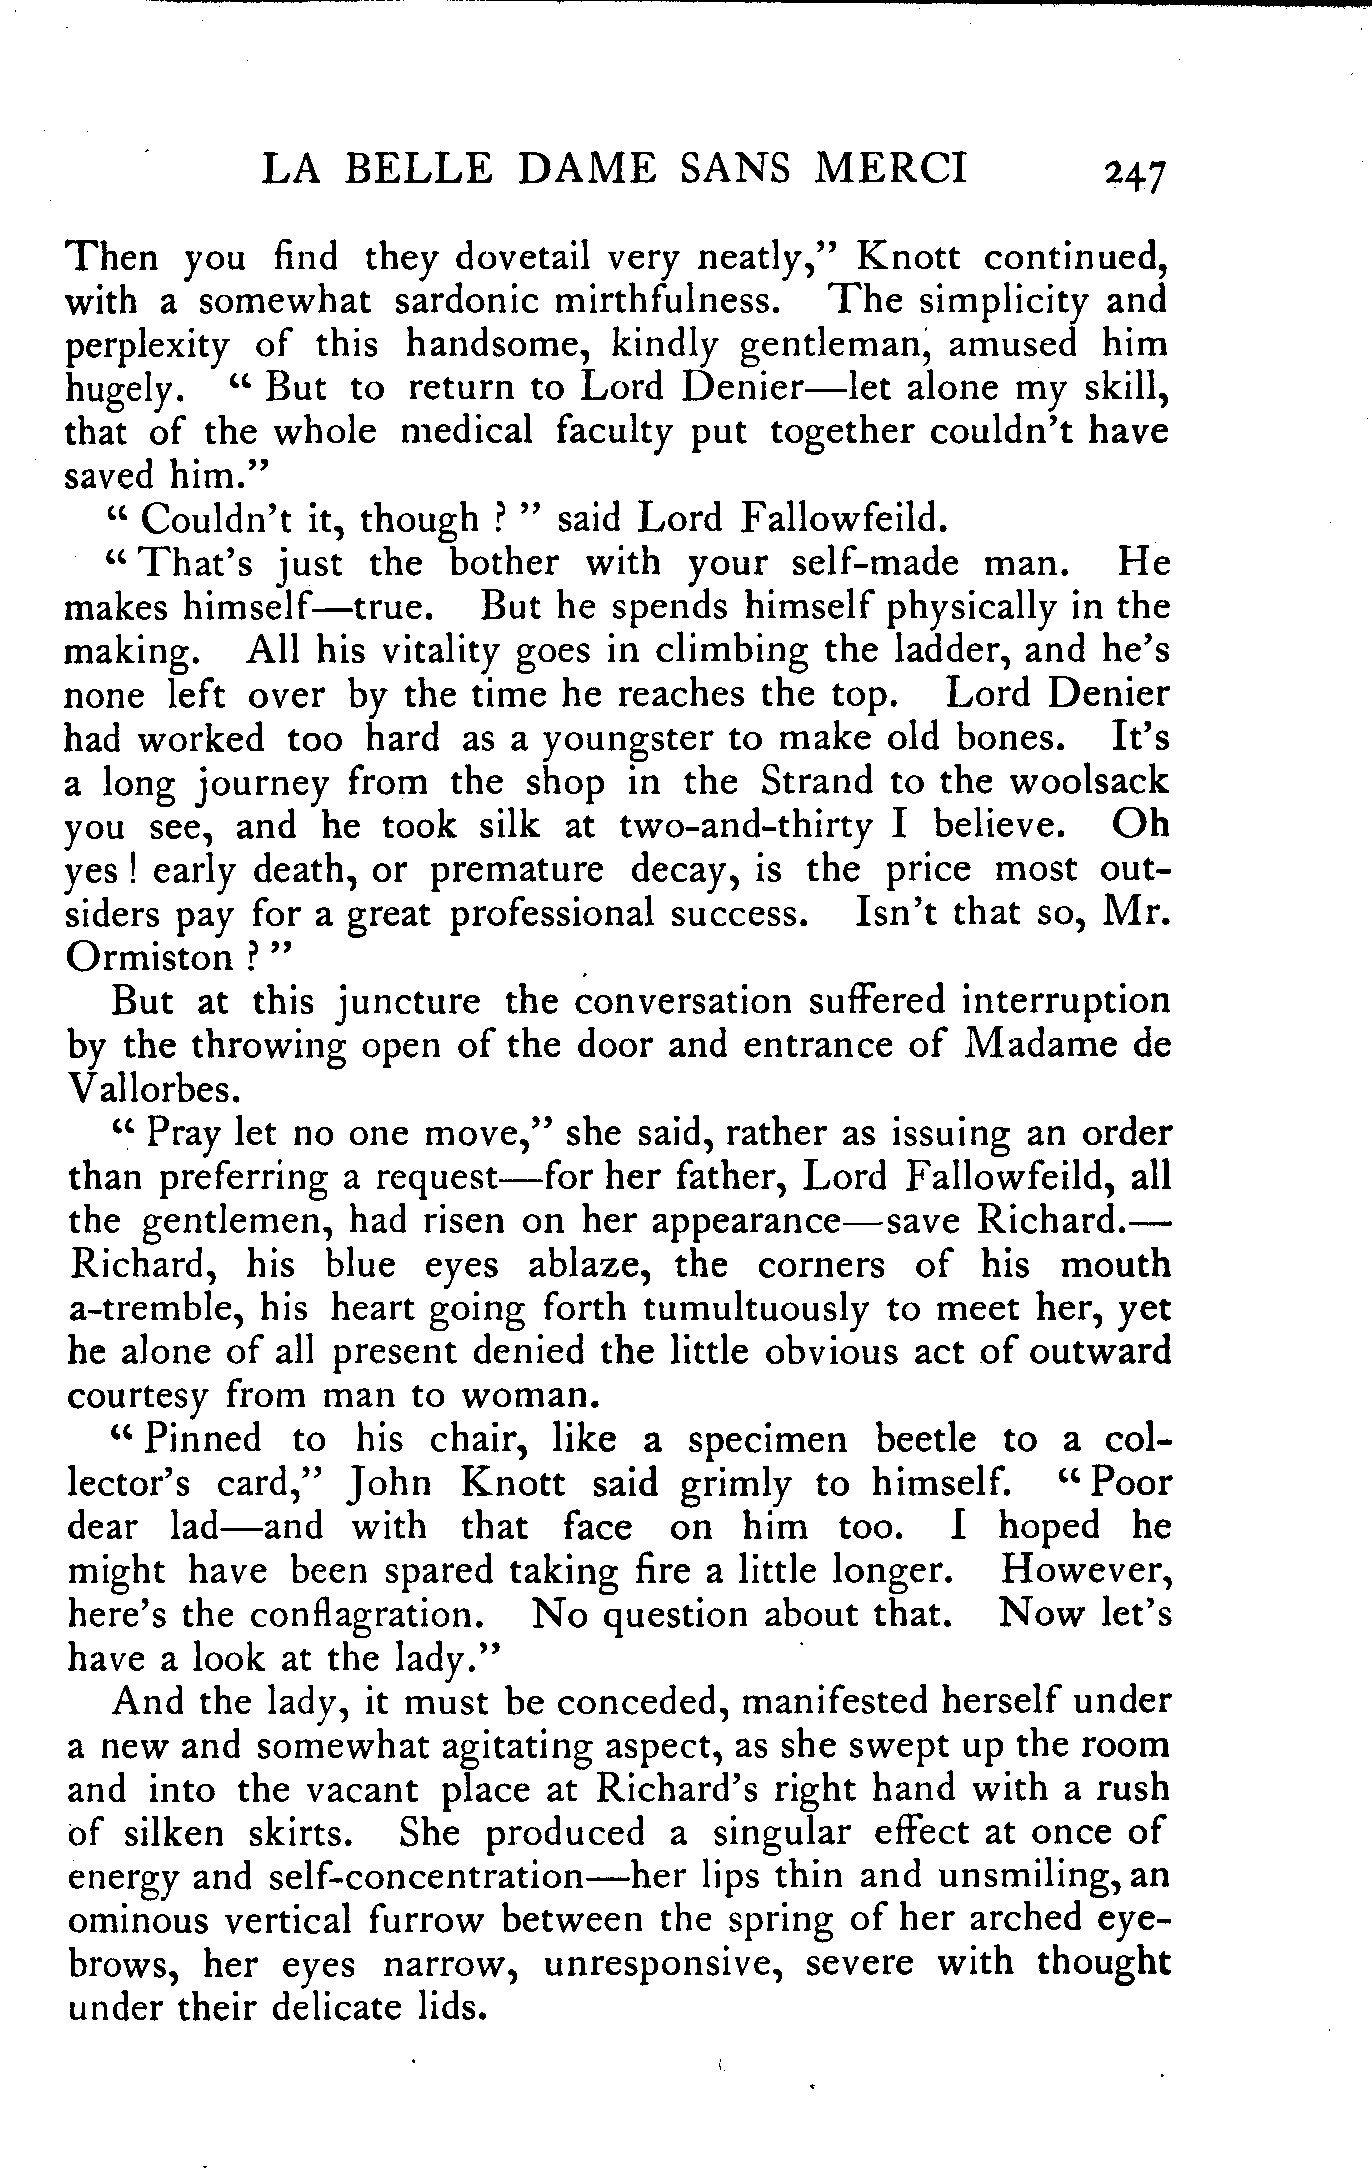 LA BELLE DAME SANS MERCI 247
Then you find they dovetail very neatly,” Knott continued,
with a somewhat sardonic mirthfulness. The simplicity and
perplexity of this handsome, kindly gentleman, amused him
hugely. “ But to return to Lord Denier—let alone my skill,
that of the whole medical faculty put together couldn’t have
saved him.”
“ Couldn’t it, though ? ” said Lord Fallowfeild.
“ That’s just the bother with your self-made man. He
makes himself—true. But he spends himself physically in the
making. All his vitality goes in climbing the ladder, and he’s
none left over by the time he reaches the top. Lord Denier
had worked too hard as a youngster to make old bones. It’s
a long journey from the shop in the Strand to the woolsack
you see, and he took silk at two-and-thirty I believe. Oh
yes ! early death, or premature decay, is the price most out-
siders pay for a great professional success. Isn’t that so, Mr.
Ormiston ? ”
But at this juncture the conversation suffered interruption
by the throwing open of the door and entrance of Madame de
Vallorbes.
“ Pray let no one move,” she said, rather as issuing an order
than preferring a request—for her father, Lord Fallowfeild, all
the gentlemen, had risen on her appearance—save Richard.—
Richard, his blue eyes ablaze, the corners of his mouth
a-tremble, his heart going forth tumultuously to meet her, yet
he alone of all present denied the little obvious act of outward
courtesy from man to woman.
“ Pinned to his chair, like a specimen beetle to a col-
lector’s card,” John Knott said grimly to himself. “ Poor
dear lad—and with that face on him too. I hoped he
might have been spared taking fire a little longer. However,
here’s the conflagration. No question about that. Now let’s
have a look at the lady.”
And the lady, it must be conceded, manifested herself under
a new and somewhat agitating aspect, as she swept up the room
and into the vacant place at Richard’s right hand with a rush
of silken skirts. She produced a singular effect at once of
energy and self-concentration—her lips thin and unsmiling, an
ominous vertical furrow between the spring of her arched eye-
brows, her eyes narrow, unresponsive, severe with thought
under their delicate lids.